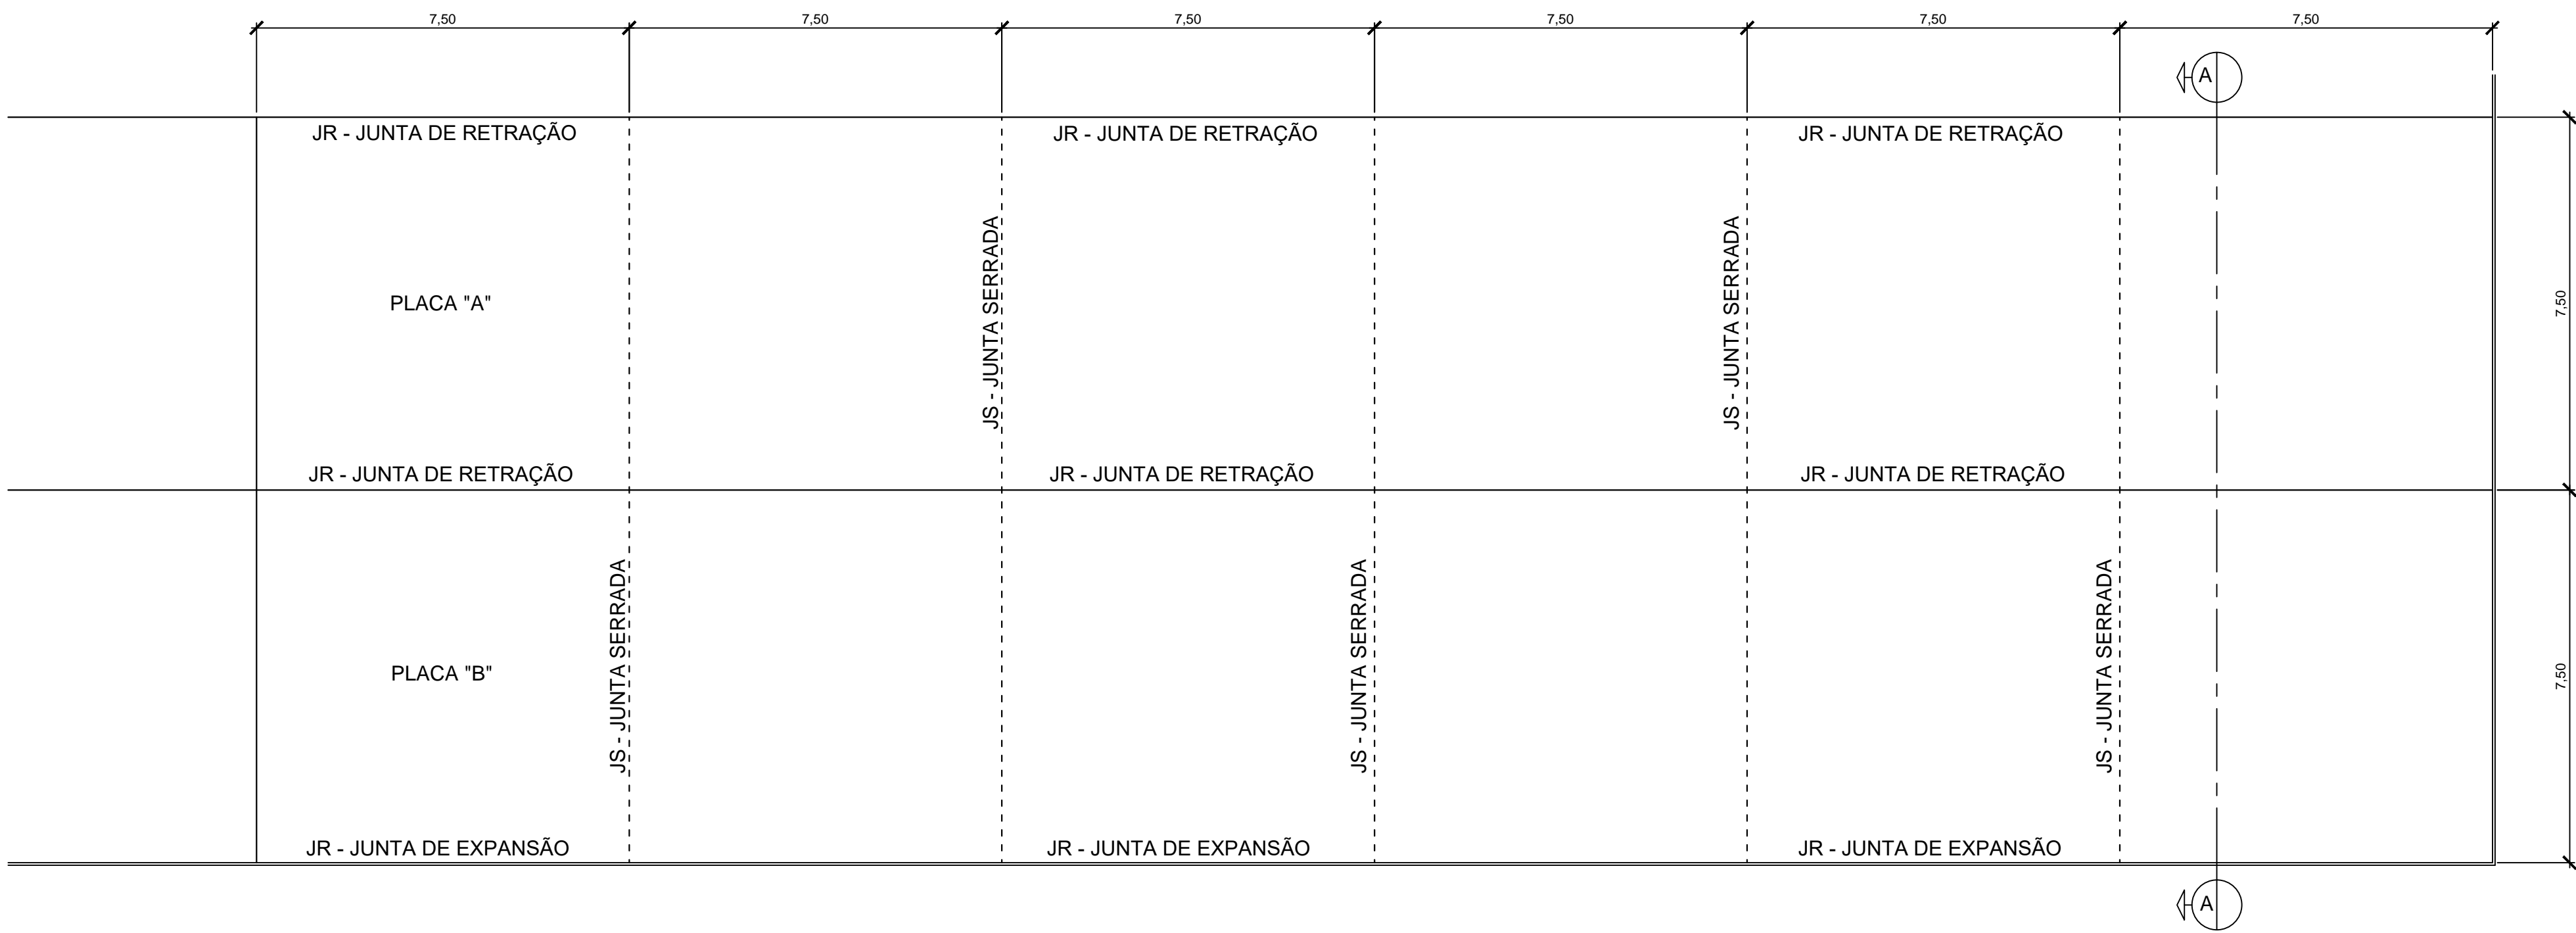 7,50 7,50 7,50 7,50 7,50 7,50
A
JR - JUNTA DE RETRAÇÃO JR - JUNTA DE RETRAÇÃO JR - JUNTA DE RETRAÇÃO
JS - JUNTA SERRADA
JS - JUNTA SERRADA
PLACA "A"
7,50
JR - JUNTA DE RETRAÇÃO JR - JUNTA DE RETRAÇÃO JR - JUNTA DE RETRAÇÃO
JS - JUNTA SERRADA
JS - JUNTA SERRADA
JS - JUNTA SERRADA
PLACA "B"
7,50
JR - JUNTA DE EXPANSÃO JR - JUNTA DE EXPANSÃO JR - JUNTA DE EXPANSÃO
A